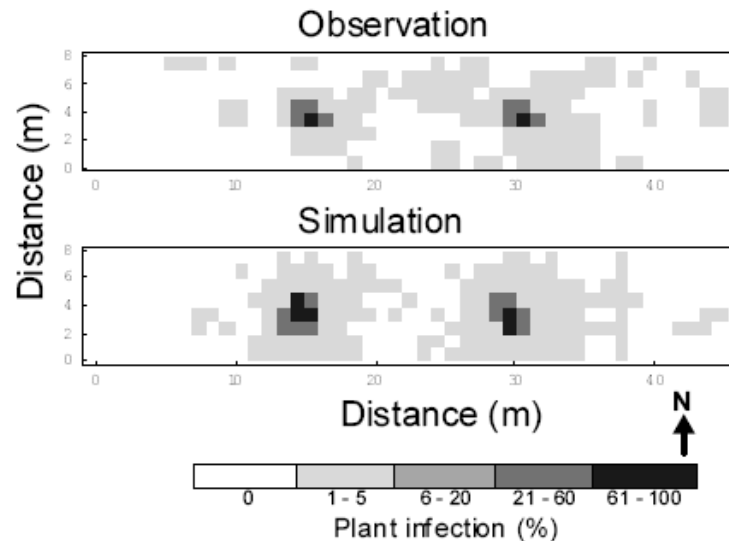 Observation
8
6
4
2
0
0 10 20 30 40
Distance (m)
Simulation
8
6
4
2
0
0 10 20 30 40
Distance (m)
N
0 1 - 5 6 - 20 21 - 60 61 - 100
Plant infection (%)